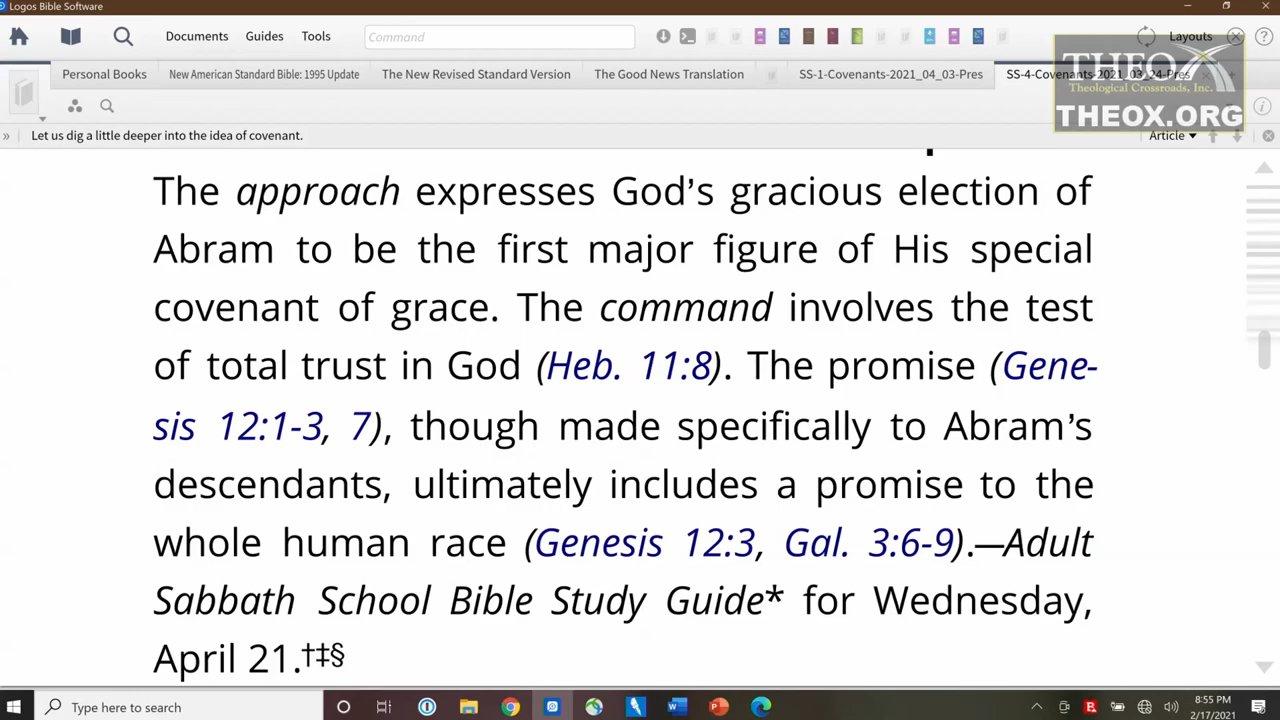 Logos Bible Software
Documents Guides Tools Command Layouts
Personal Books New American Standard Bible: 1995 Update The New Revised Standard Version The Good News Translation SS-1-Covenants-2021_04_03-Pres SS-4-Covenants-2021_03_24-Pres
THEOX
Theological Crossroads, Inc.
THEOX.ORG
» Let us dig a little deeper into the idea of covenant. Article
The approach expresses God’s gracious election of
Abram to be the first major figure of His special
covenant of grace. The command involves the test
of total trust in God (Heb. 11:8). The promise (Gene-
sis 12:1-3, 7), though made specifically to Abram’s
descendants, ultimately includes a promise to the
whole human race (Genesis 12:3, Gal. 3:6-9).—Adult
Sabbath School Bible Study Guide* for Wednesday,
April 21.†‡§
Type here to search
8:55 PM
2/17/2021